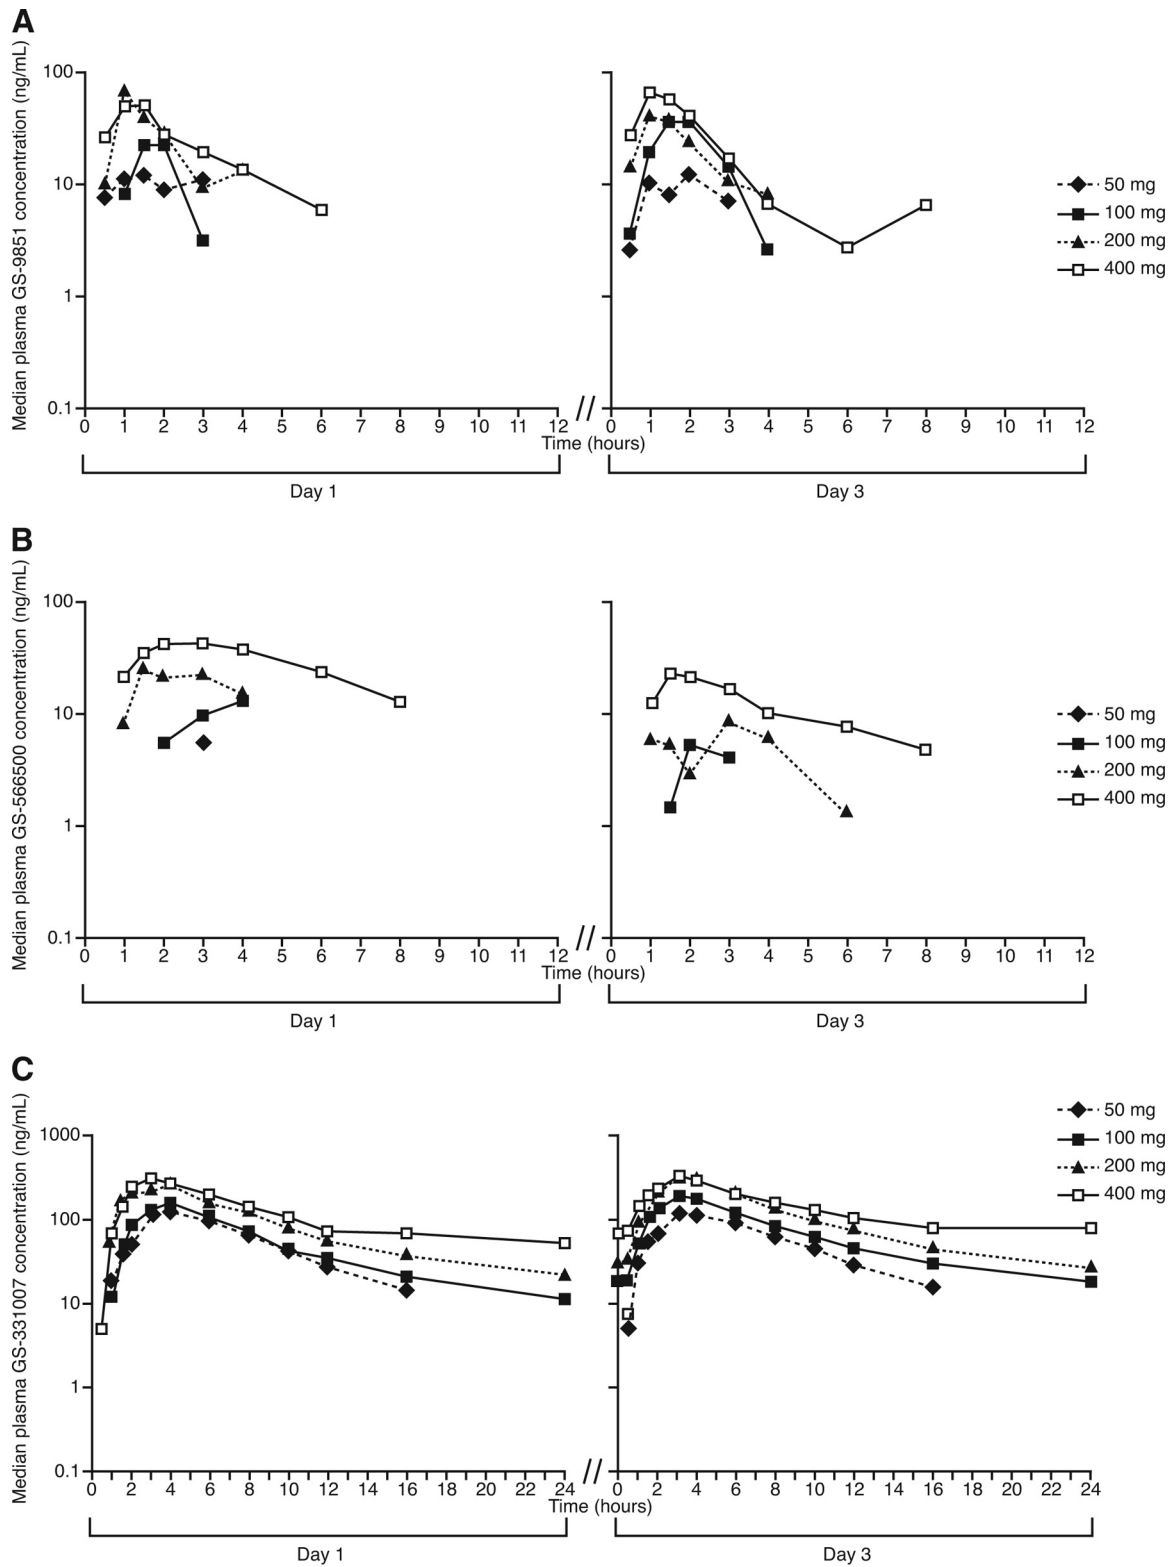 A
Median plasma GS-9851 concentration (ng/mL)
100
10
1
0.1
0 1 2 3 4 5 6 7 8 9 10 11 12
//
0 1 2 3 4 5 6 7 8 9 10 11 12
Time (hours)
Day 1
Day 3
50 mg
100 mg
200 mg
400 mg
B
Median plasma GS-566500 concentration (ng/mL)
100
10
1
0.1
0 1 2 3 4 5 6 7 8 9 10 11 12
//
0 1 2 3 4 5 6 7 8 9 10 11 12
Time (hours)
Day 1
Day 3
50 mg
100 mg
200 mg
400 mg
C
Median plasma GS-331007 concentration (ng/mL)
1000
100
10
1
0.1
0 2 4 6 8 10 12 14 16 18 20 22 24
//
0 2 4 6 8 10 12 14 16 18 20 22 24
Time (hours)
Day 1
Day 3
50 mg
100 mg
200 mg
400 mg